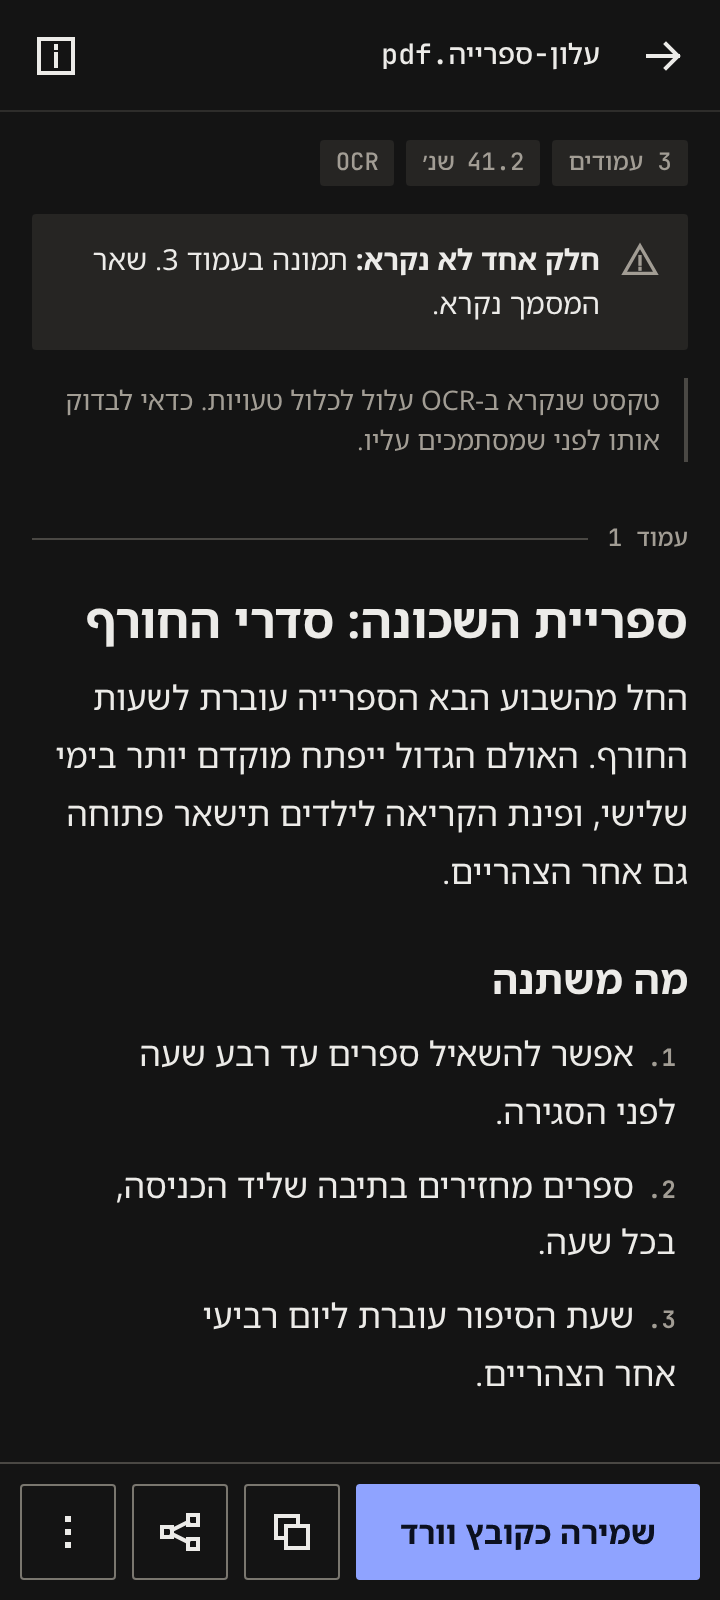 עלון-ספרייה.pdf
3 עמודים
41.2 שנ׳
OCR
חלק אחד לא נקרא: תמונה בעמוד 3. שאר
המסמך נקרא.
טקסט שנקרא ב-OCR עלול לכלול טעויות. כדאי לבדוק
אותו לפני שמסתמכים עליו.
עמוד 1
ספריית השכונה: סדרי החורף
החל מהשבוע הבא הספרייה עוברת לשעות
החורף. האולם הגדול ייפתח מוקדם יותר בימי
שלישי, ופינת הקריאה לילדים תישאר פתוחה
גם אחר הצהריים.
מה משתנה
1. אפשר להשאיל ספרים עד רבע שעה
לפני הסגירה.
2. ספרים מחזירים בתיבה שליד הכניסה,
בכל שעה.
3. שעת הסיפור עוברת ליום רביעי
אחר הצהריים.
שמירה כקובץ וורד